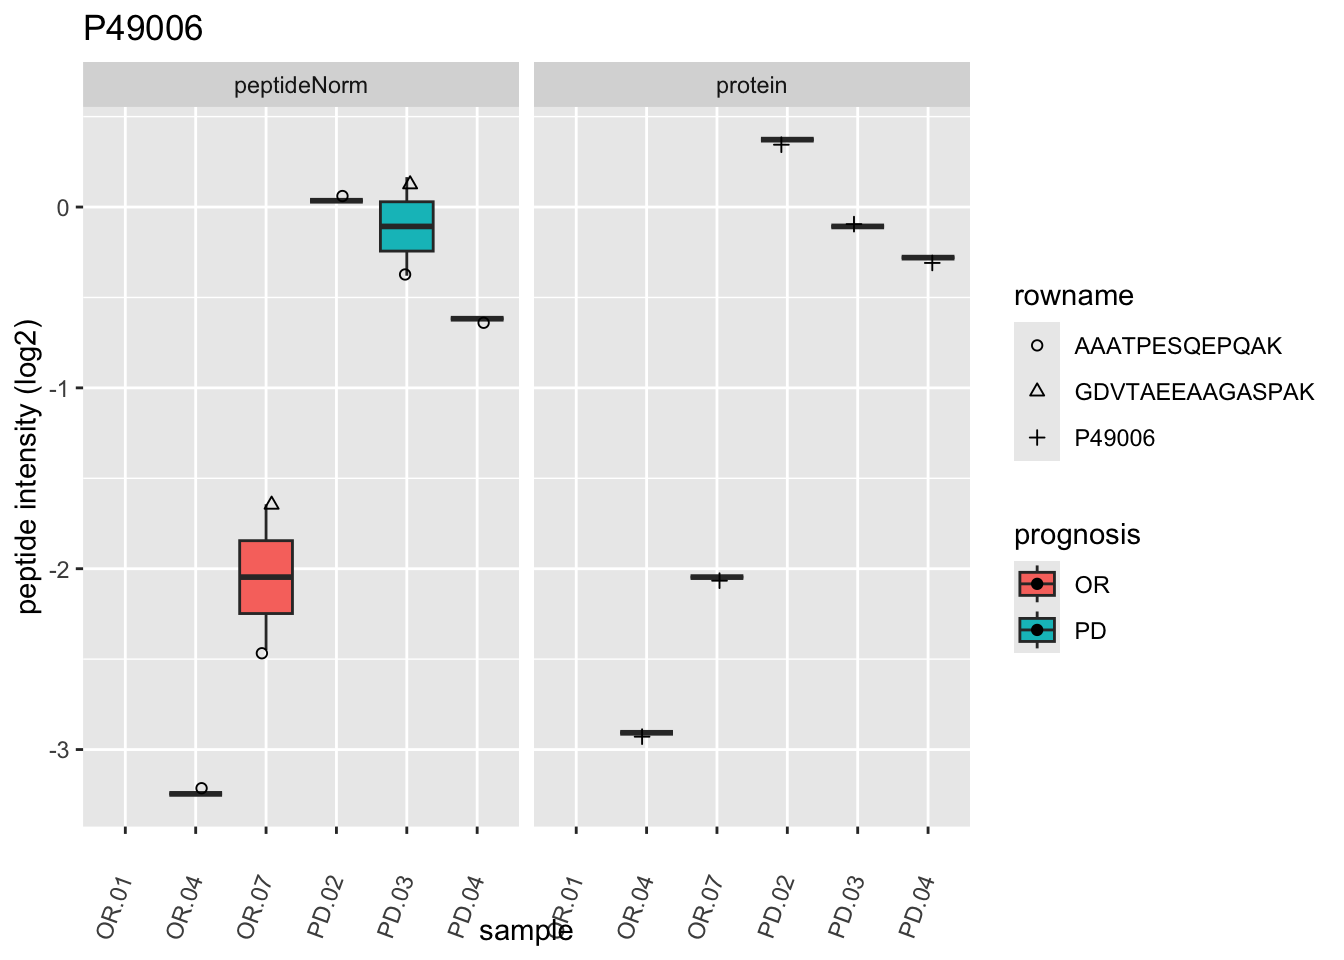 P49006
peptideNorm
protein
peptide intensity (log2)
0
-1
-2
-3
OR.01
OR.04
OR.07
PD.02
PD.03
PD.04
OR.01
OR.04
OR.07
PD.02
PD.03
PD.04
sample
rowname
AAATPESQEPQAK
GDVTAEEAAGASPAK
P49006
prognosis
OR
PD